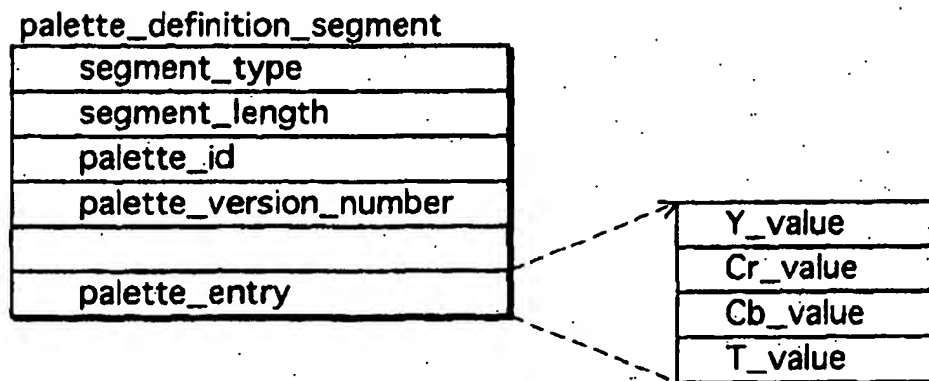 palette_definition_segment
segment_type
segment_length
palette_id
palette_version_number
palette_entry
Y_value
Cr_value
Cb_value
T_value